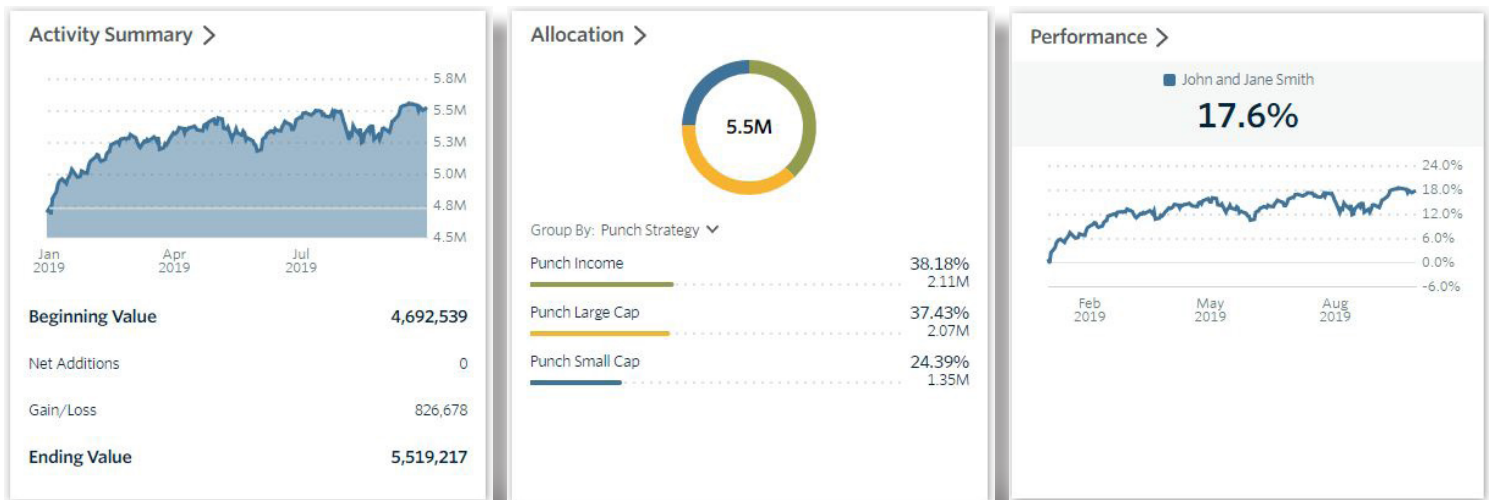 Activity Summary >
5.8M
5.5M
5.3M
5.0M
4.8M
4.5M
Jan Apr Jul
2019 2019 2019
Beginning Value 4,692,539
Net Additions 0
Gain/Loss 826,678
Ending Value 5,519,217
Allocation >
5.5M
Group By: Punch Strategy
Punch Income 38.18%
2.11M
Punch Large Cap 37.43%
2.07M
Punch Small Cap 24.39%
1.35M
Performance >
John and Jane Smith
17.6%
24.0%
18.0%
12.0%
6.0%
0.0%
-6.0%
Feb May Aug
2019 2019 2019